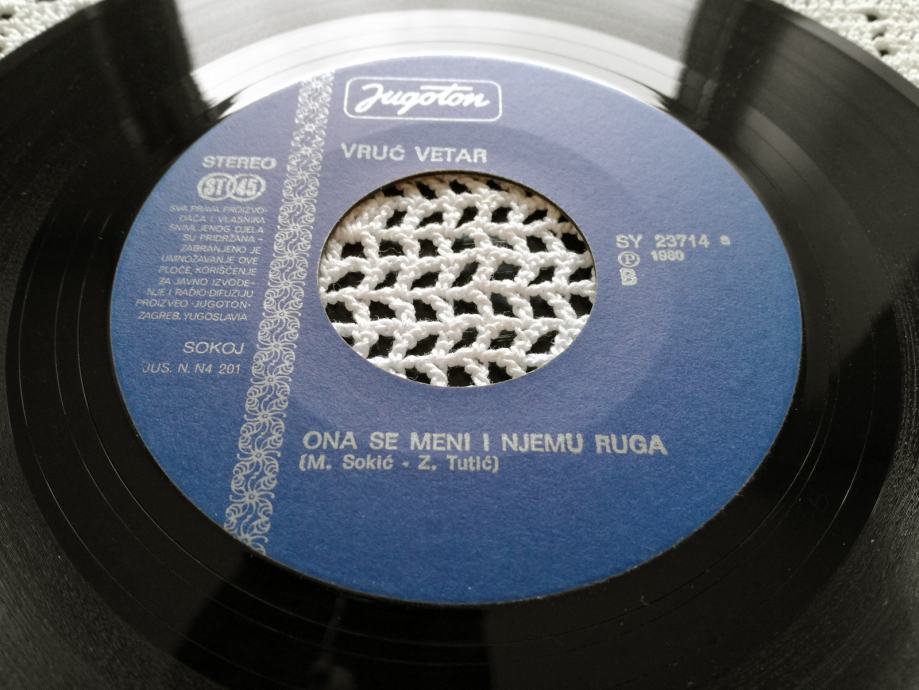 Jugoton
VRUĆ VETAR
STEREO
ST 45
SVA PRAVA PROIZVO-
ĐAČA I VLASNIKA
SNIMLJENOG DJELA
SU PRIDRŽANA -
ZABRANJENO JE
UMNOŽAVANJE OVE
PLOČE, KORIŠĆENJE
ZA JAVNO IZVOĐE-
NJE I RADIO-DIFUZIJU
PROIZVEO "JUGOTON"
ZAGREB, YUGOSLAVIA
SOKOJ
JUS. N. N4 201
SY 23714 a
Ⓟ 1980
B
ONA SE MENI I NJEMU RUGA
(M. Sokić - Z. Tutić)